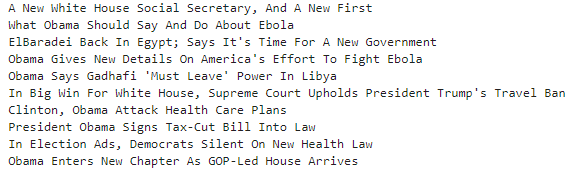 A New White House Social Secretary, And A New First
What Obama Should Say And Do About Ebola
ElBaradei Back In Egypt; Says It's Time For A New Government
Obama Gives New Details On America's Effort To Fight Ebola
Obama Says Gadhafi 'Must Leave' Power In Libya
In Big Win For White House, Supreme Court Upholds President Trump's Travel Ban
Clinton, Obama Attack Health Care Plans
President Obama Signs Tax-Cut Bill Into Law
In Election Ads, Democrats Silent On New Health Law
Obama Enters New Chapter As GOP-Led House Arrives